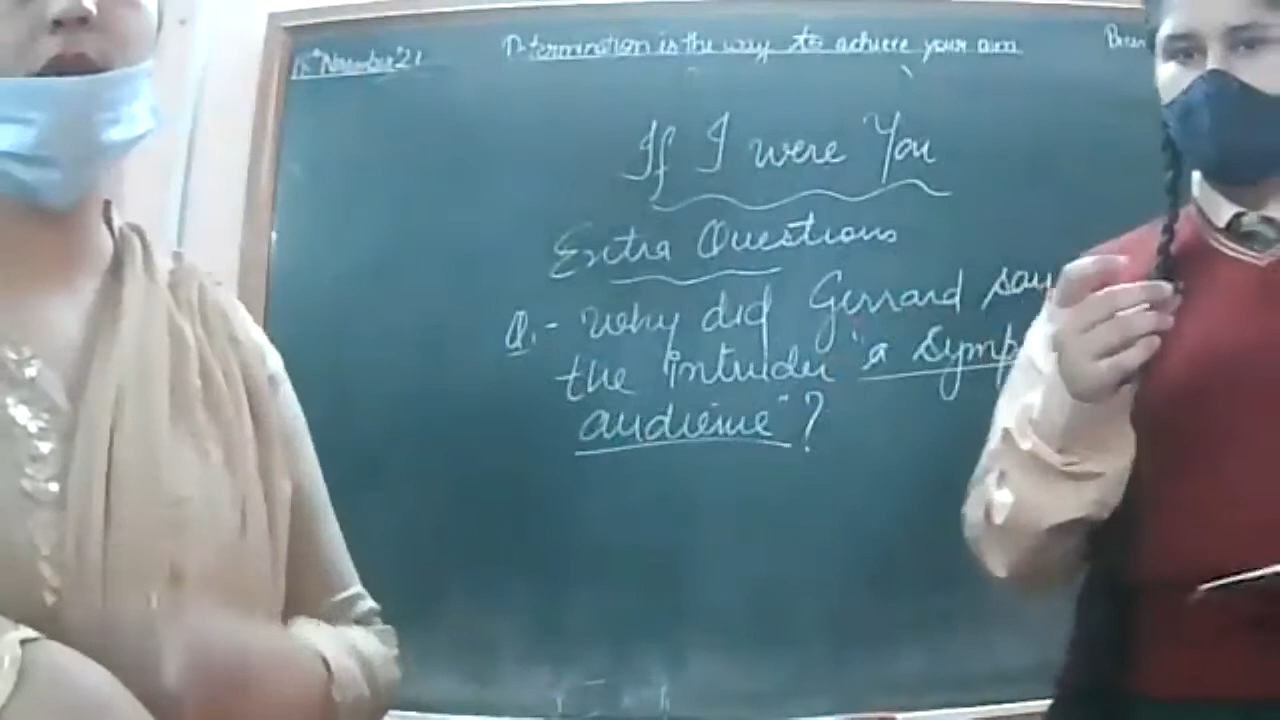 15th November'21
Determination is the way to achieve your aim
If I were You
Extra Questions
Q.- Why did Gerrard say
the intruder "a Symp
audience"?